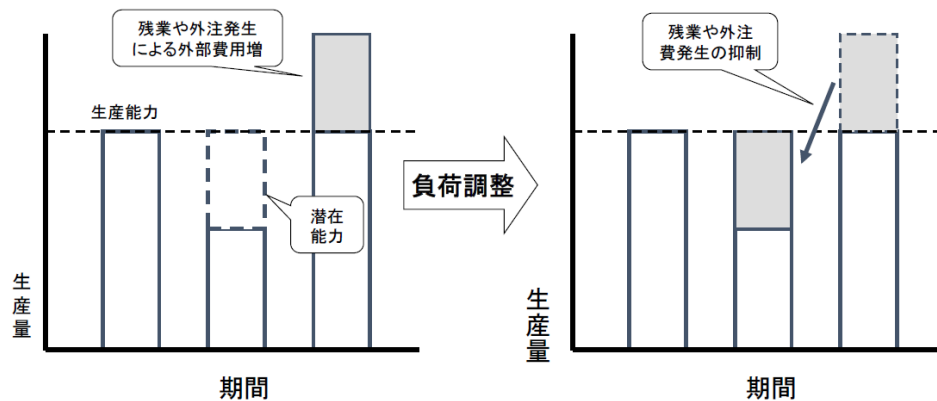 残業や外注発生
による外部費用増
生産能力
潜在
能力
生産量
期間
負荷調整
残業や外注
費発生の抑制
生産量
期間